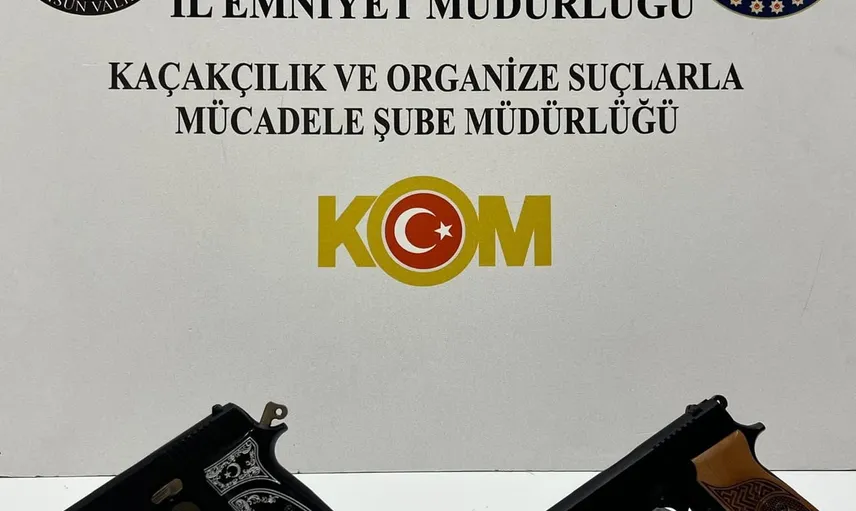 İL EMNİYET MÜDÜRLÜĞÜ
KAÇAKÇILIK VE ORGANİZE SUÇLARLA
MÜCADELE ŞUBE MÜDÜRLÜĞÜ
KOM